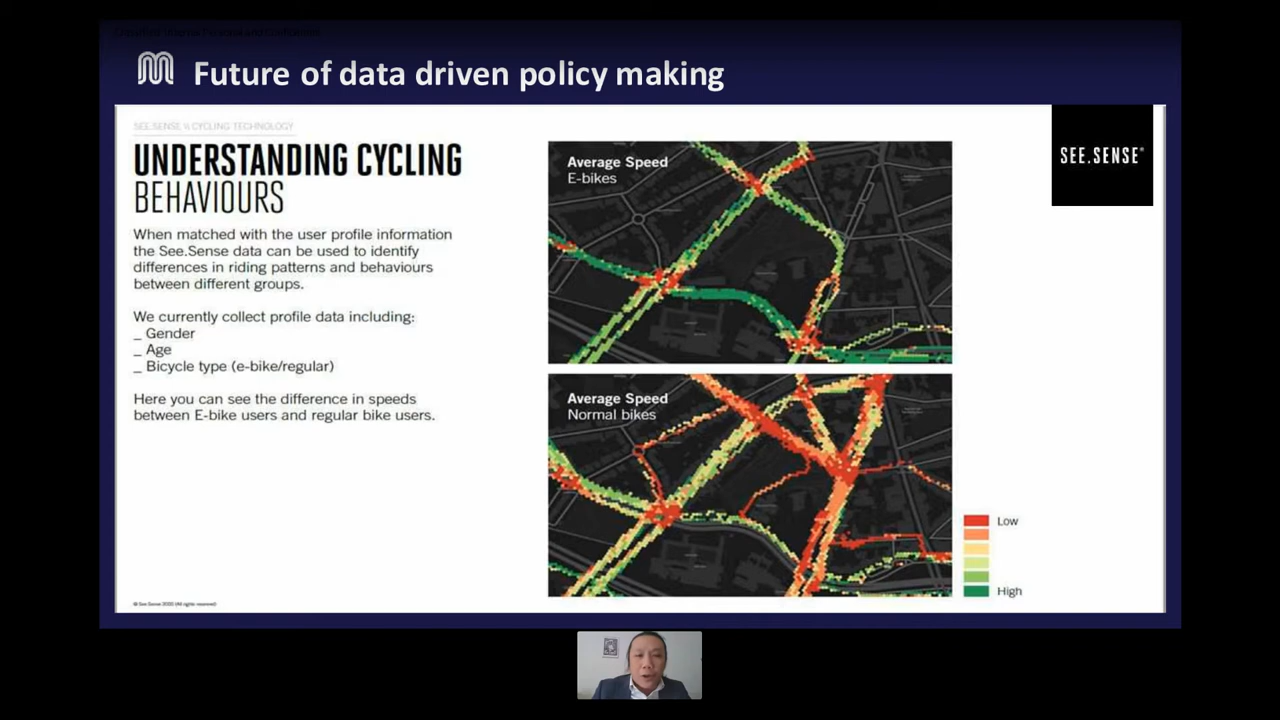 Future of data driven policy making
SEE.SENSE ¼ CYCLING TECHNOLOGY
UNDERSTANDING CYCLING
BEHAVIOURS
When matched with the user profile information
the See.Sense data can be used to identify
differences in riding patterns and behaviours
between different groups.
We currently collect profile data including:
_ Gender
_ Age
_ Bicycle type (e-bike/regular)
Here you can see the difference in speeds
between E-bike users and regular bike users.
© See.Sense 2020 (All rights reserved)
Average Speed
E-bikes
Average Speed
Normal bikes
SEE.SENSE®
Low
High